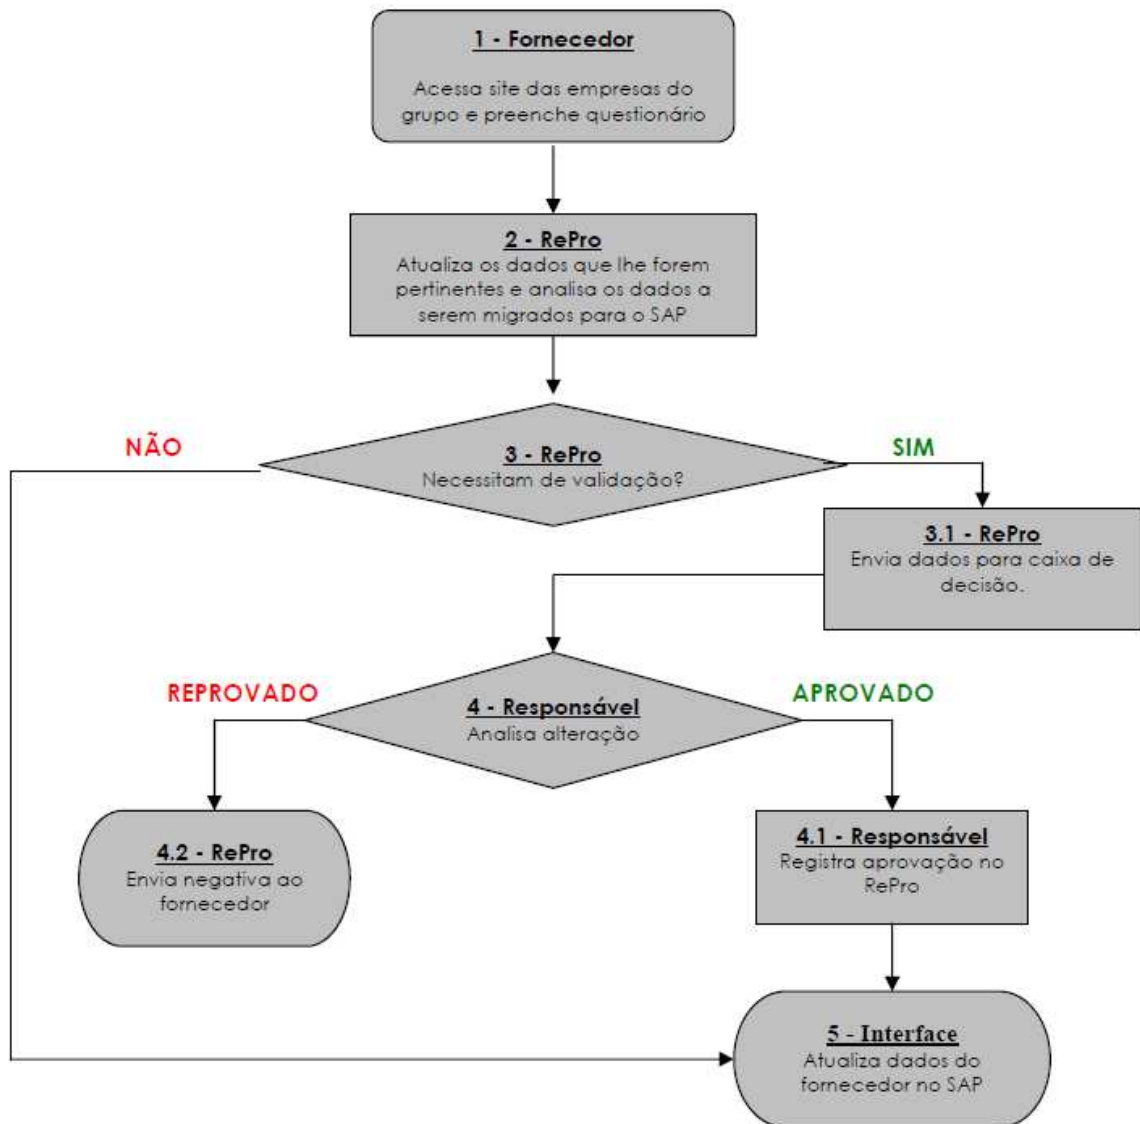 1 - Fornecedor
Acessa site das empresas do
grupo e preenche questionário
2 - RePro
Atualiza os dados que lhe forem
pertinentes e analisa os dados a
serem migrados para o SAP
NÃO
SIM
3 - RePro
Necessitam de validação?
3.1 - RePro
Envia dados para caixa de
decisão.
REPROVADO
APROVADO
4 - Responsável
Analisa alteração
4.2 - RePro
Envia negativa ao
fornecedor
4.1 - Responsável
Registra aprovação no
RePro
5 - Interface
Atualiza dados do
fornecedor no SAP